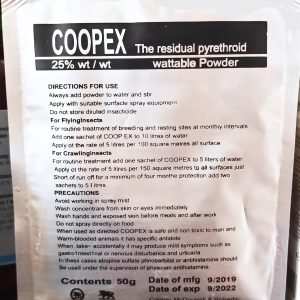 COOPEX The residual pyrethroid
25% wt / wt wattable Powder
DIRECTIONS FOR USE
Always add powder to water and stir
Apply with suitable surface spray equipment
Do not store diluted insecticide
For FlyingInsects
For routine treatment of breeding and resting sites at monthly intervals
Add one sachet of COOP EX to 10 litres of water
Apply at the rate of 5 litres per 100 square metres all surface
For CrawlingInsects
For routine treatment add one sachet of COOPEX to 5 liters of water
Apply at the rate of 5 litres per 150 square metres to all surfaces just
Short of run off for a minimum of four months protection add two
sachets to 5 litres
PRECAUTIONS
Avoid working in spray mist
Wash concentrate from skin or eyes immediately
Wash hands and exposed skin before meals and after work
Do not spray directly on food
When used as directed COOPEX is safe and non toxic to man and
Warm-blooded animals it has specific antidote
When taken accidentally it may produce mild symptoms such as
gastrointestinal or nervous disturbance and urticaria
In these cases atropine sulfate phnorbarbital or anthistamine should
Be used under the supervision of physician antihistamine
Contents 50g
Date of mfg 9/2019
Date of exp 9/2022